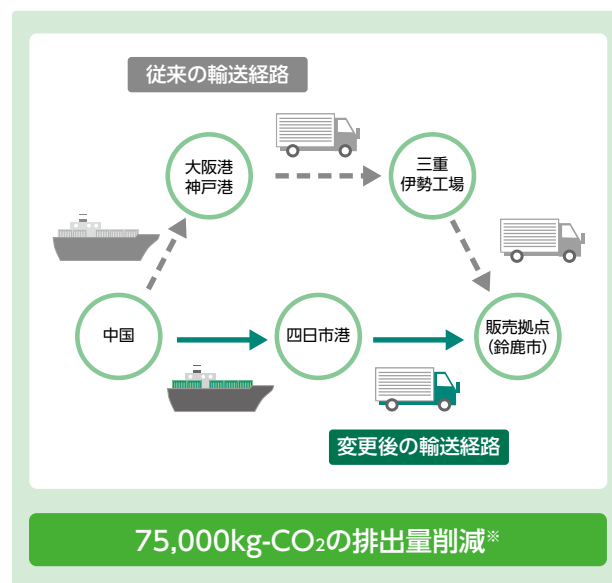 従来の輸送経路
大阪港
神戸港
三重
伊勢工場
中国
四日市港
販売拠点
(鈴鹿市)
変更後の輸送経路
75,000kg-CO₂の排出量削減※